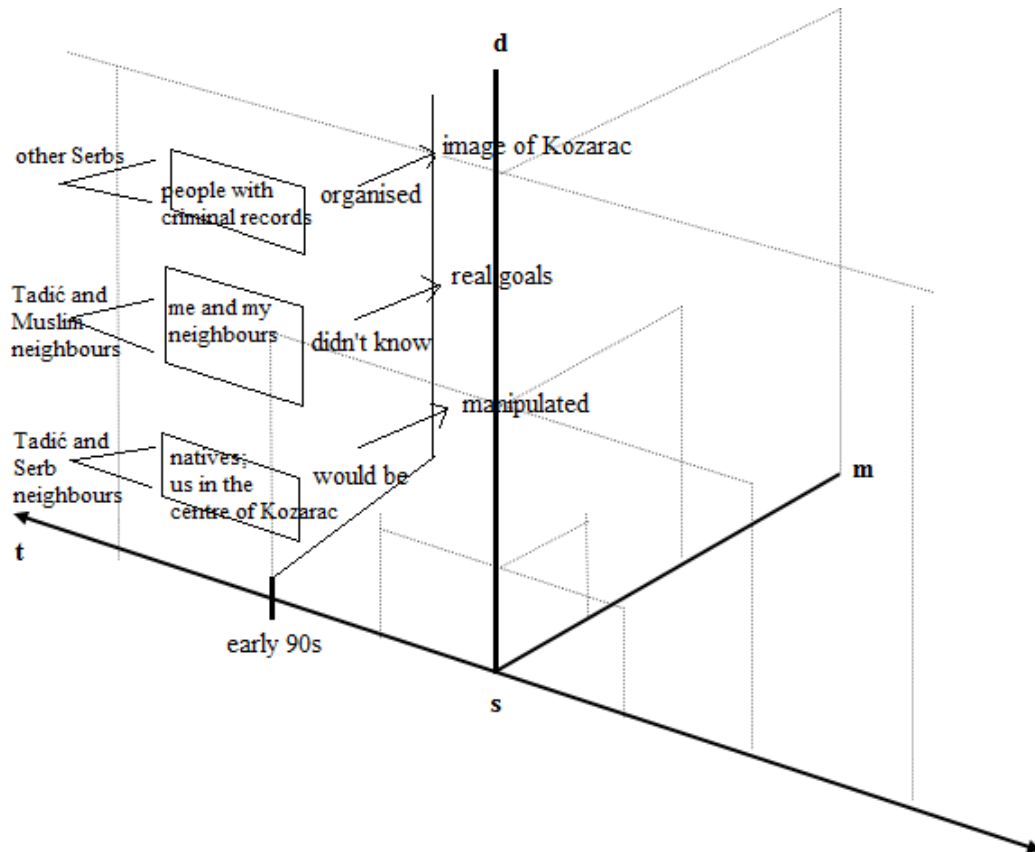 d
other Serbs
people with
criminal records
organised
image of Kozarac
Tadić and
Muslim
neighbours
me and my
neighbours
didn't know
real goals
Tadić and
Serb
neighbours
natives;
us in the
centre of Kozarac
would be
manipulated
m
t
early 90s
s